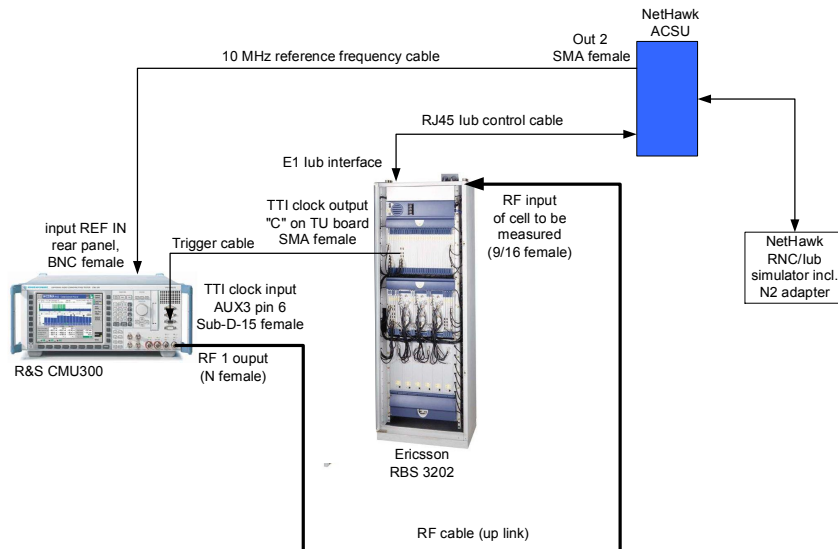 NetHawk
ACSU
Out 2
SMA female
10 MHz reference frequency cable
RJ45 Iub control cable
E1 Iub interface
TTI clock output
"C" on TU board
SMA female
RF input
of cell to be
measured
(9/16 female)
input REF IN
rear panel,
BNC female
Trigger cable
NetHawk
RNC/Iub
simulator incl.
N2 adapter
TTI clock input
AUX3 pin 6
Sub-D-15 female
R&S CMU300
RF 1 ouput
(N female)
Ericsson
RBS 3202
RF cable (up link)